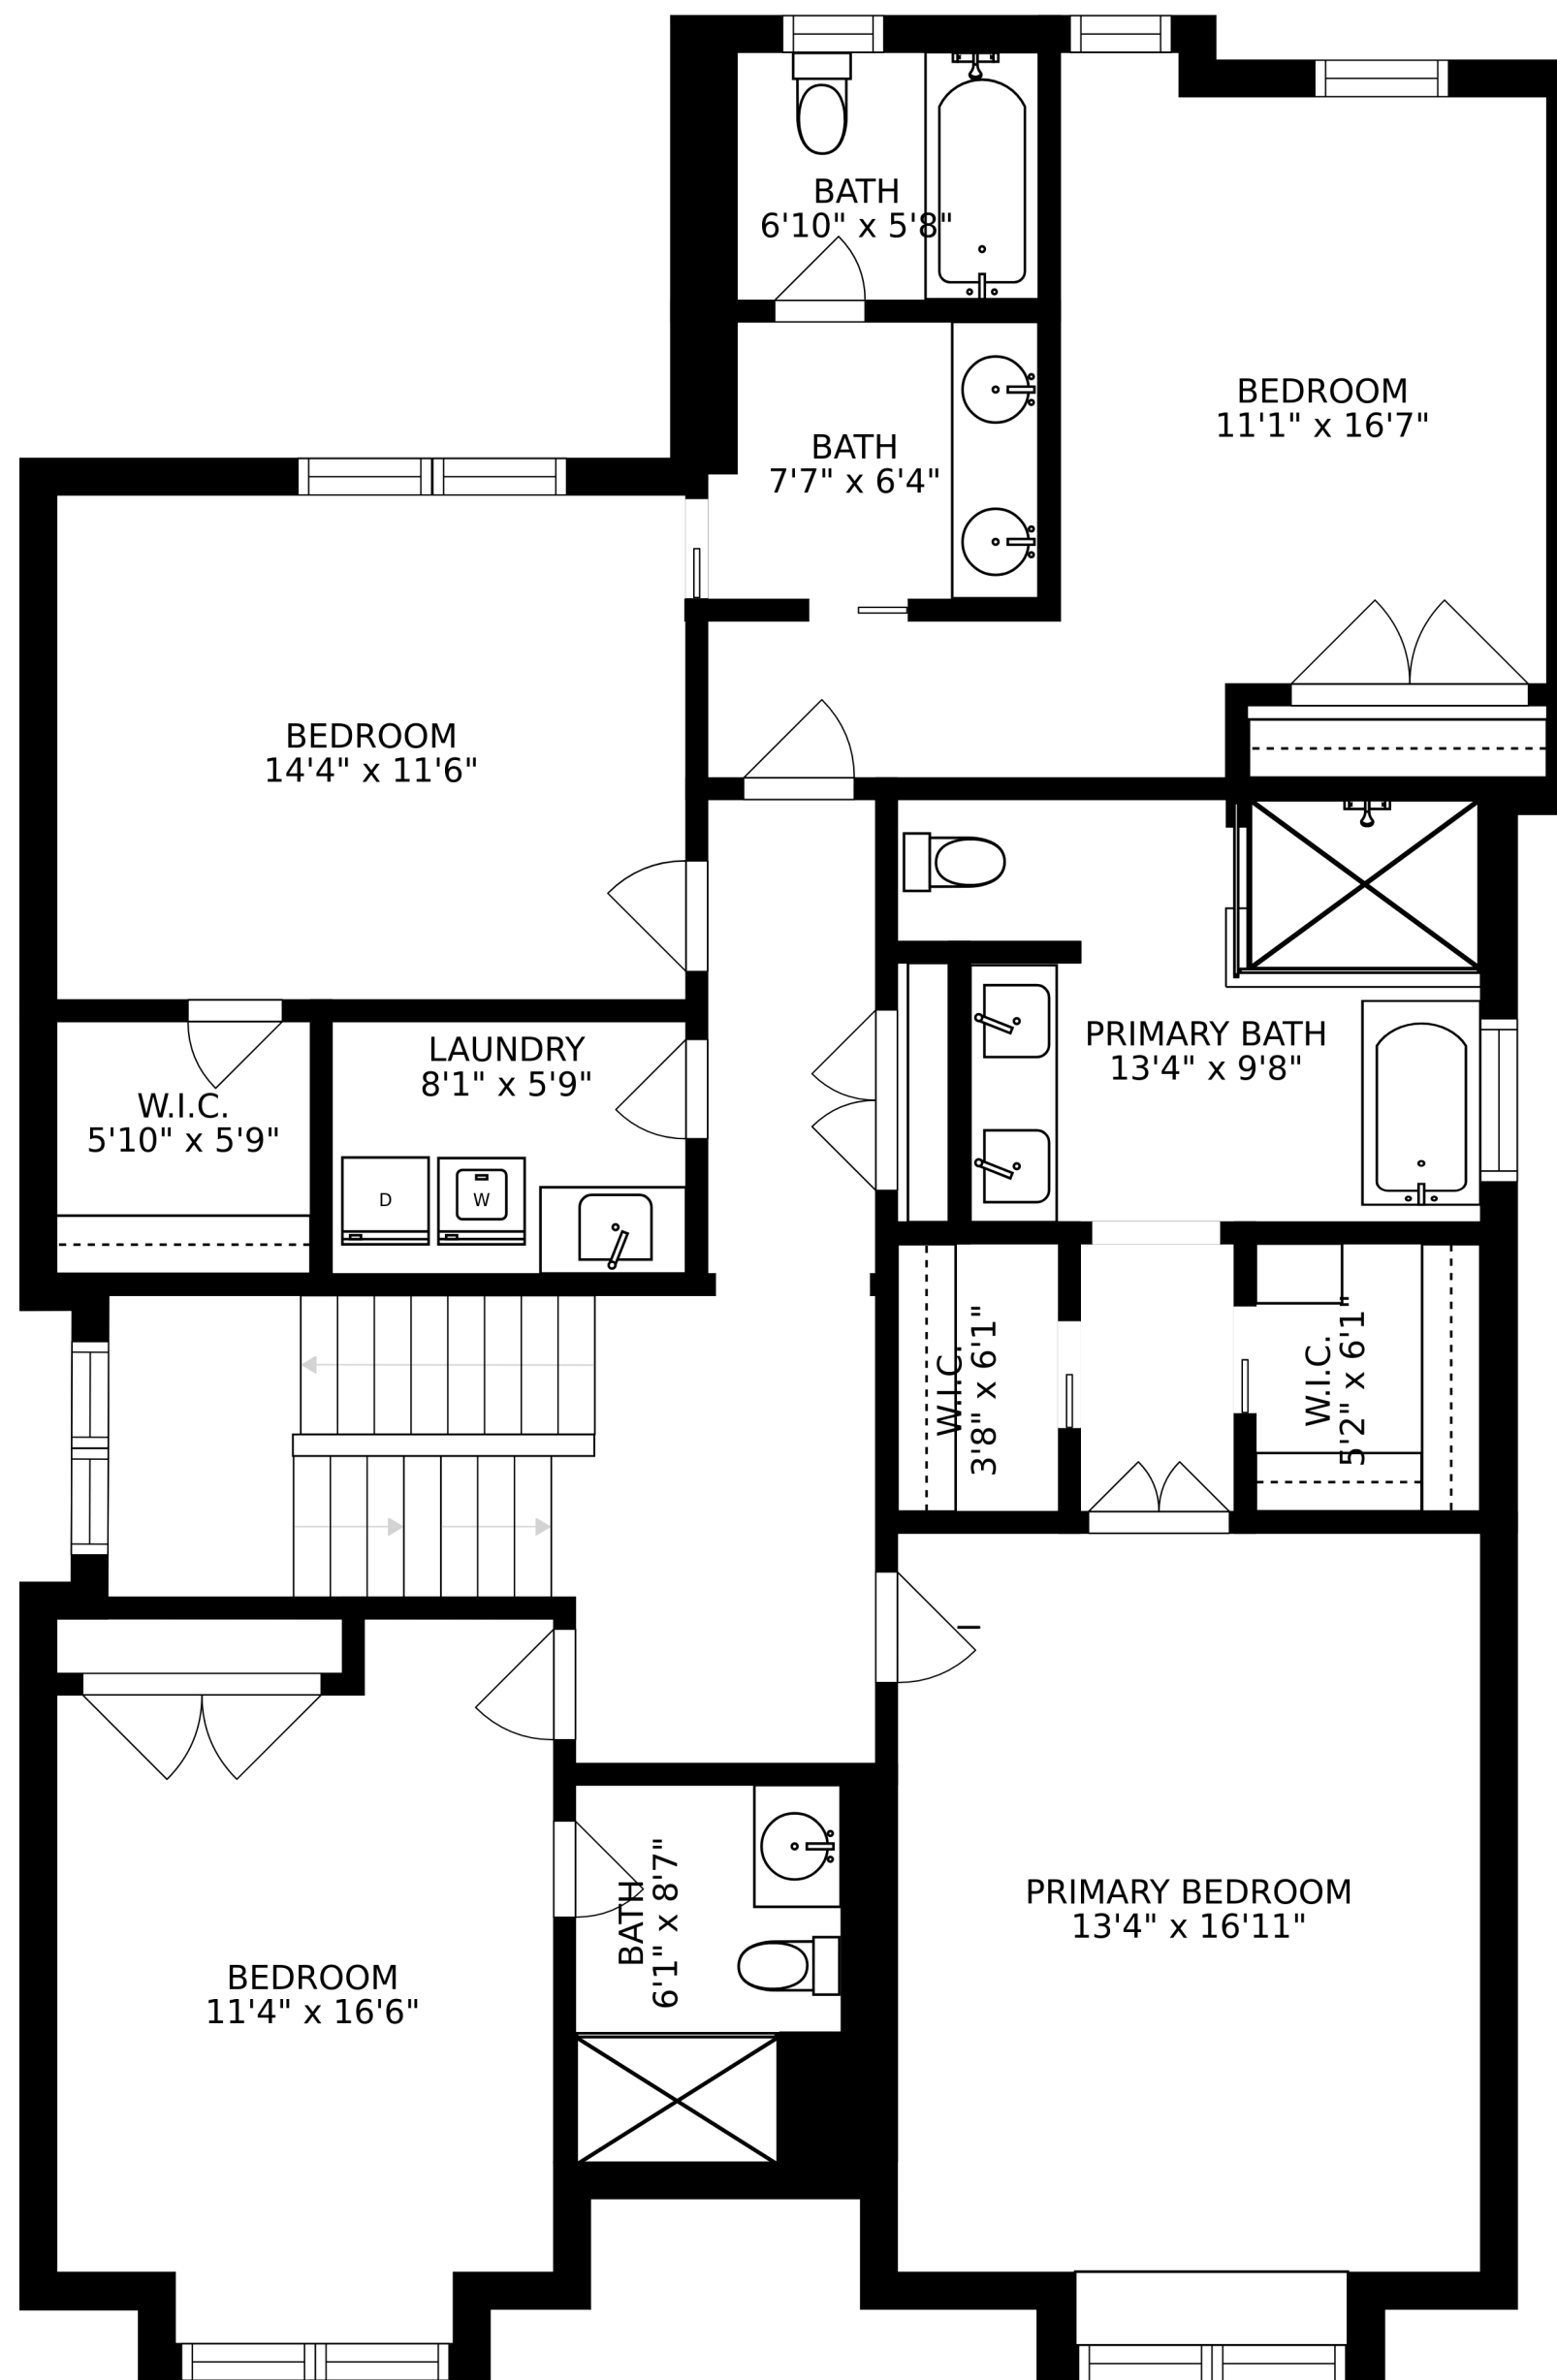 BATH
6'10" x 5'8"
BEDROOM
11'1" x 16'7"
BATH
7'7" x 6'4"
BEDROOM
14'4" x 11'6"
PRIMARY BATH
13'4" x 9'8"
LAUNDRY
8'1" x 5'9"
W.I.C.
5'10" x 5'9"
D
W
W.I.C.
3'8" x 6'1"
W.I.C.
5'2" x 6'1"
PRIMARY BEDROOM
13'4" x 16'11"
BATH
6'1" x 8'7"
BEDROOM
11'4" x 16'6"